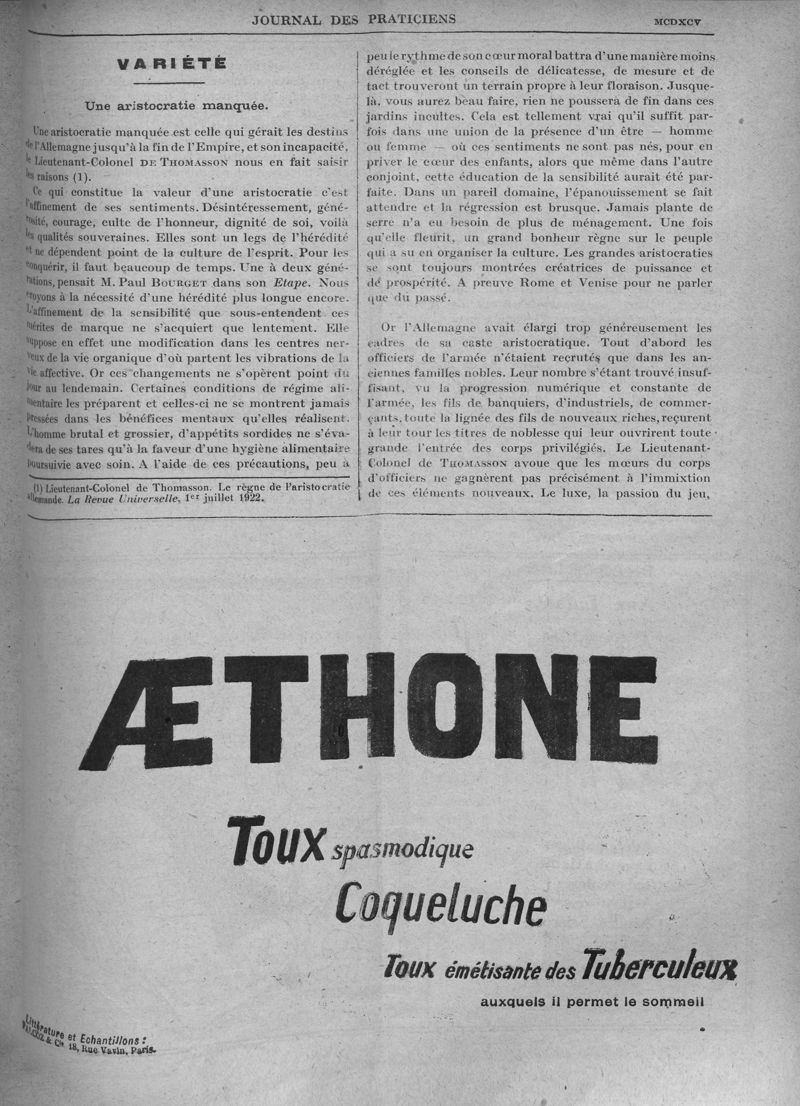 JOURNAL DES PRATICIENS
MCDXCV
VARIÉTÉ
Une aristocratie manquée.
Une aristocratie manquée est celle qui gérait les destins
de l'Allemagne jusqu'à la fin de l'Empire, et son incapacité,
le Lieutenant-Colonel DE THOMASSON nous en fait saisir
les raisons (1).
Ce qui constitue la valeur d'une aristocratie c'est
l'affinement de ses sentiments. Désintéressement, géné-
rosité, courage, culte de l'honneur, dignité de soi, voilà
les qualités souveraines. Elles sont un legs de l'hérédité
et ne dépendent point de la culture de l'esprit. Pour les
conquérir, il faut beaucoup de temps. Une à deux géné-
rations, pensait M. Paul BOURGET dans son Etape. Nous
croyons à la nécessité d'une hérédité plus longue encore.
L'affinement de la sensibilité que sous-entendent ces
mérites de marque ne s'acquiert que lentement. Elle
suppose en effet une modification dans les centres ner-
veux de la vie organique d'où partent les vibrations de la
vie affective. Or ces changements ne s'opèrent point du
jour au lendemain. Certaines conditions de régime ali-
mentaire les préparent et celles-ci ne se montrent jamais
pressées dans les bénéfices mentaux qu'elles réalisent.
L'homme brutal et grossier, d'appétits sordides ne s'éva-
dera de ses tares qu'à la faveur d'une hygiène alimentaire
poursuivie avec soin. A l'aide de ces précautions, peu à
(1) Lieutenant-Colonel de Thomasson. Le règne de l'aristocratie
allemande. La Revue Universelle, 1er juillet 1922.
peu le rythme de son cœur moral battra d'une manière moins
déréglée et les conseils de délicatesse, de mesure et de
tact trouveront un terrain propre à leur floraison. Jusque-
là, vous aurez beau faire, rien ne poussera de fin dans ces
jardins incultes. Cela est tellement vrai qu'il suffit par-
fois dans une union de la présence d'un être — homme
ou femme — où ces sentiments ne sont pas nés, pour en
priver le cœur des enfants, alors que même dans l'autre
conjoint, cette éducation de la sensibilité aurait été par-
faite. Dans un pareil domaine, l'épanouissement se fait
attendre et la régression est brusque. Jamais plante de
serre n'a eu besoin de plus de ménagement. Une fois
qu'elle fleurit, un grand bonheur règne sur le peuple
qui a su en organiser la culture. Les grandes aristocraties
se sont toujours montrées créatrices de puissance et
de prospérité. A preuve Rome et Venise pour ne parler
que du passé.
Or l'Allemagne avait élargi trop généreusement les
cadres de sa caste aristocratique. Tout d'abord les
officiers de l'armée n'étaient recrutés que dans les an-
ciennes familles nobles. Leur nombre s'étant trouvé insuf-
fisant, vu la progression numérique et constante de
l'armée, les fils de banquiers, d'industriels, de commer-
çants, toute la lignée des fils de nouveaux riches, reçurent
à leur tour les titres de noblesse qui leur ouvrirent toute
grande l'entrée des corps privilégiés. Le Lieutenant-
Colonel de THOMASSON avoue que les mœurs du corps
d'officiers ne gagnèrent pas précisément à l'immixtion
de ces éléments nouveaux. Le luxe, la passion du jeu,
ÆTHONE
Toux spasmodique
Coqueluche
Toux émétisante des Tuberculeux
auxquels il permet le sommeil
Littérature et Echantillons :
& Cie, 18, Rue Vavin, Paris.